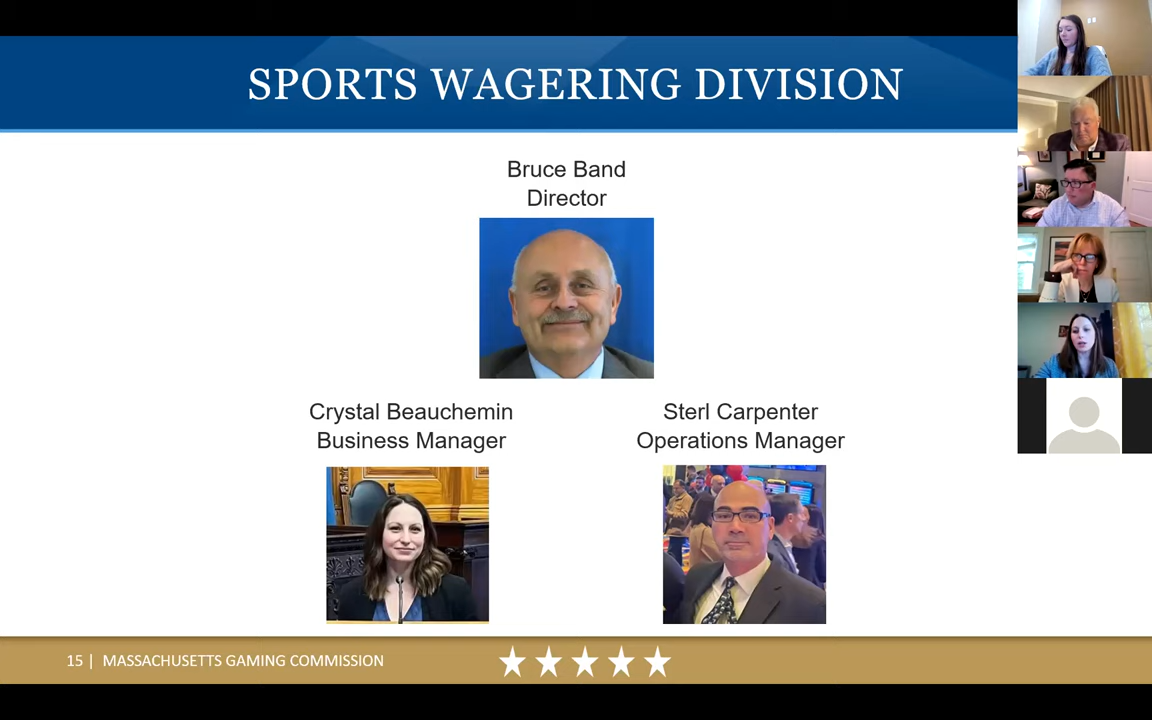 SPORTS WAGERING DIVISION
Bruce Band
Director
Crystal Beauchemin
Business Manager
Sterl Carpenter
Operations Manager
15 | MASSACHUSETTS GAMING COMMISSION